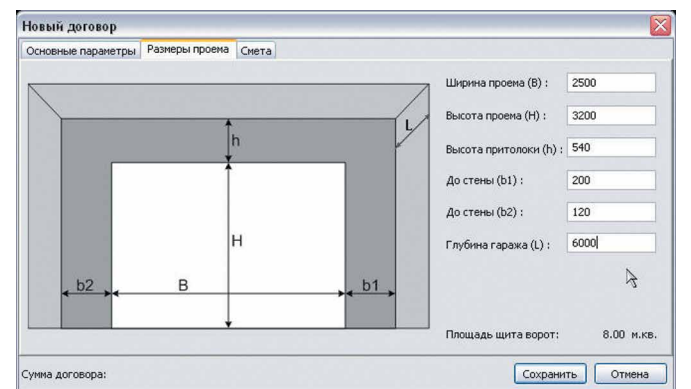 Новый договор
Основные параметры Размеры проема Смета
Ширина проема (B) : 2500
Высота проема (H) : 3200
Высота притолоки (h) : 540
До стены (b1) : 200
До стены (b2) : 120
Глубина гаража (L) : 6000
L
h
H
b2 B b1
Площадь щита ворот: 8.00 м.кв.
Сумма договора: Сохранить Отмена